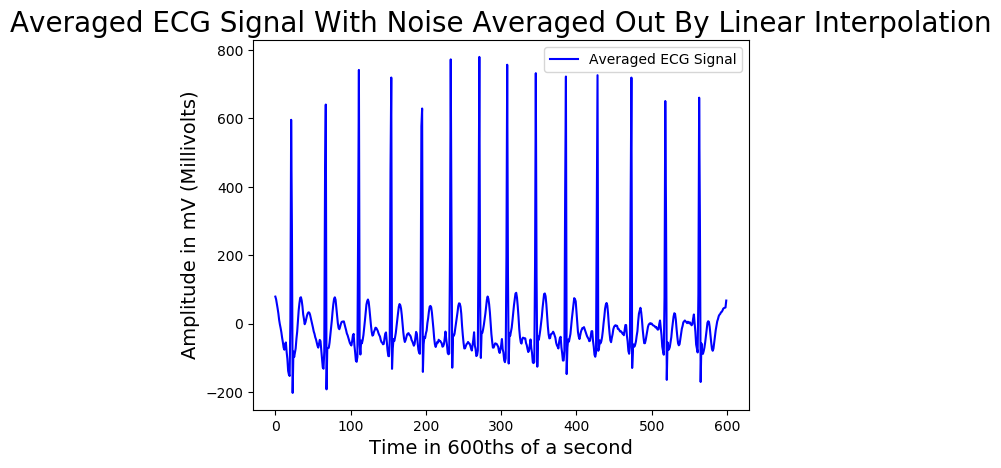 Averaged ECG Signal With Noise Averaged Out By Linear Interpolation
Averaged ECG Signal
Amplitude in mV (Millivolts)
800
600
400
200
0
−200
0 100 200 300 400 500 600
Time in 600ths of a second